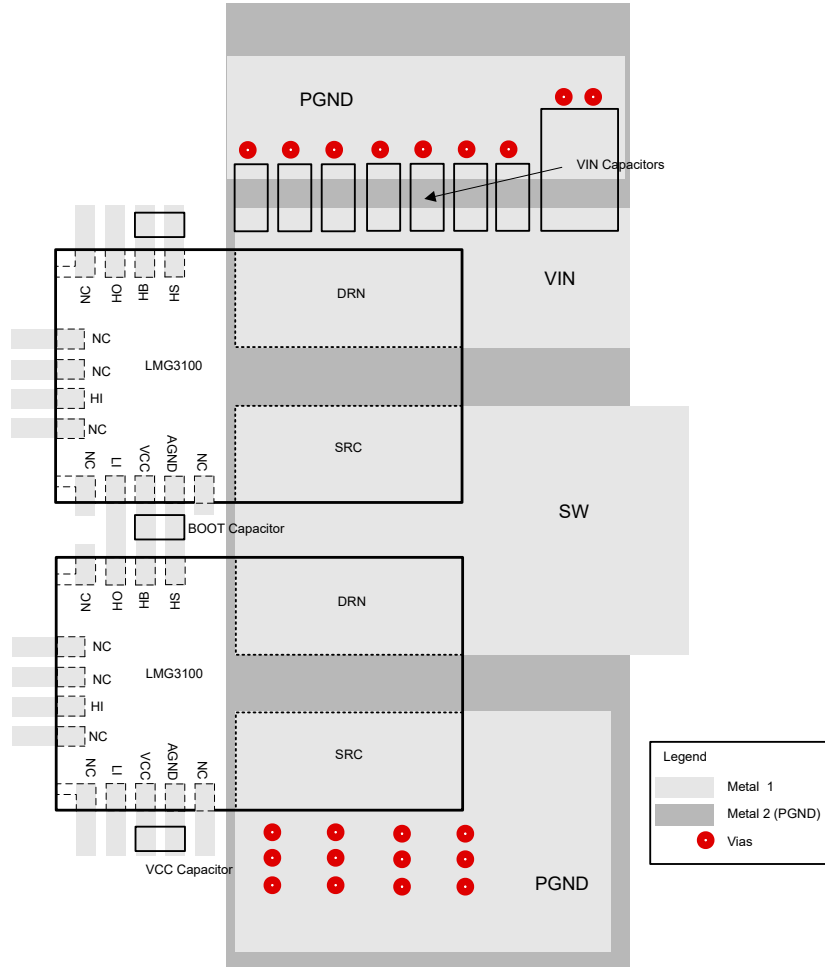 PGND
VIN Capacitors
NC
HO
HB
HS
VIN
DRN
NC
NC
LMG3100
HI
NC
NC
LI
VCC
AGND
NC
SRC
SW
BOOT Capacitor
NC
HO
HB
HS
DRN
NC
NC
LMG3100
HI
NC
NC
LI
VCC
AGND
NC
SRC
Legend
Metal 1
Metal 2 (PGND)
Vias
VCC Capacitor
PGND